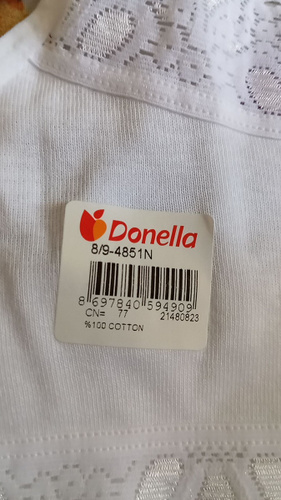 Donella
8/9-4851N
8 697840 594909
CN= 77 21480823
%100 COTTON